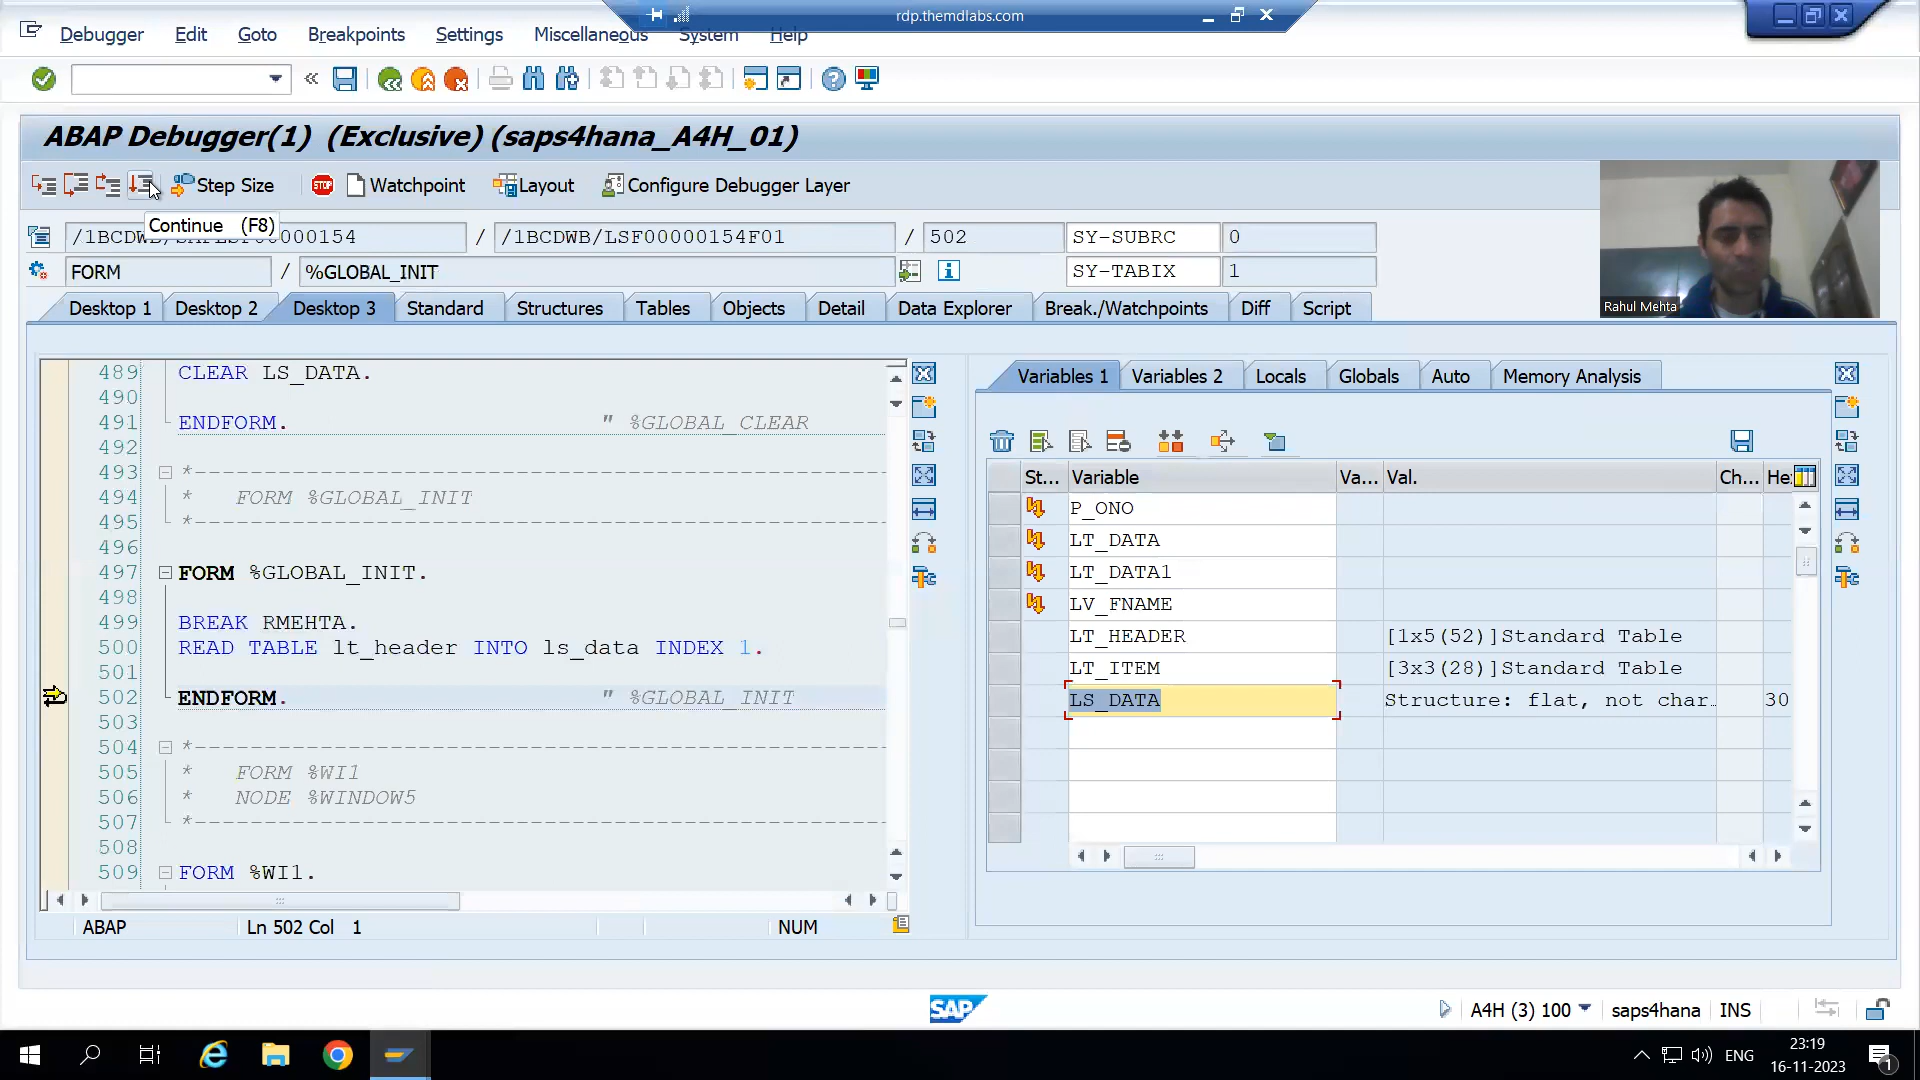 rdp.themdlabs.com
Debugger Edit Goto Breakpoints Settings Miscellaneous System Help
ABAP Debugger(1) (Exclusive) (saps4hana_A4H_01)
STOP
Step Size Watchpoint Layout Configure Debugger Layer
Continue (F8)
/ /1BCDWB/LSF00000154F01 / 502 SY-SUBRC 0
FORM / %GLOBAL_INIT SY-TABIX 1
Rahul Mehta
Desktop 1 Desktop 2 Desktop 3 Standard Structures Tables Objects Detail Data Explorer Break./Watchpoints Diff Script
489 CLEAR LS_DATA.
490
491 ENDFORM. " %GLOBAL_CLEAR
492
493 *----------------------------------------------
494 * FORM %GLOBAL_INIT
495 *----------------------------------------------
496
497 FORM %GLOBAL_INIT.
498
499 BREAK RMEHTA.
500 READ TABLE lt_header INTO ls_data INDEX 1.
501
502 ENDFORM. " %GLOBAL_INIT
503
504 *----------------------------------------------
505 * FORM %WI1
506 * NODE %WINDOW5
507 *----------------------------------------------
508
509 FORM %WI1.
ABAP Ln 502 Col 1 NUM
Variables 1 Variables 2 Locals Globals Auto Memory Analysis
St... Variable Va... Val. Ch... He
P_ONO
LT_DATA
LT_DATA1
LV_FNAME
LT_HEADER [1x5(52)]Standard Table
LT_ITEM [3x3(28)]Standard Table
LS_DATA Structure: flat, not char… 30
SAP
A4H (3) 100 saps4hana INS
ENG
23:19
16-11-2023
1